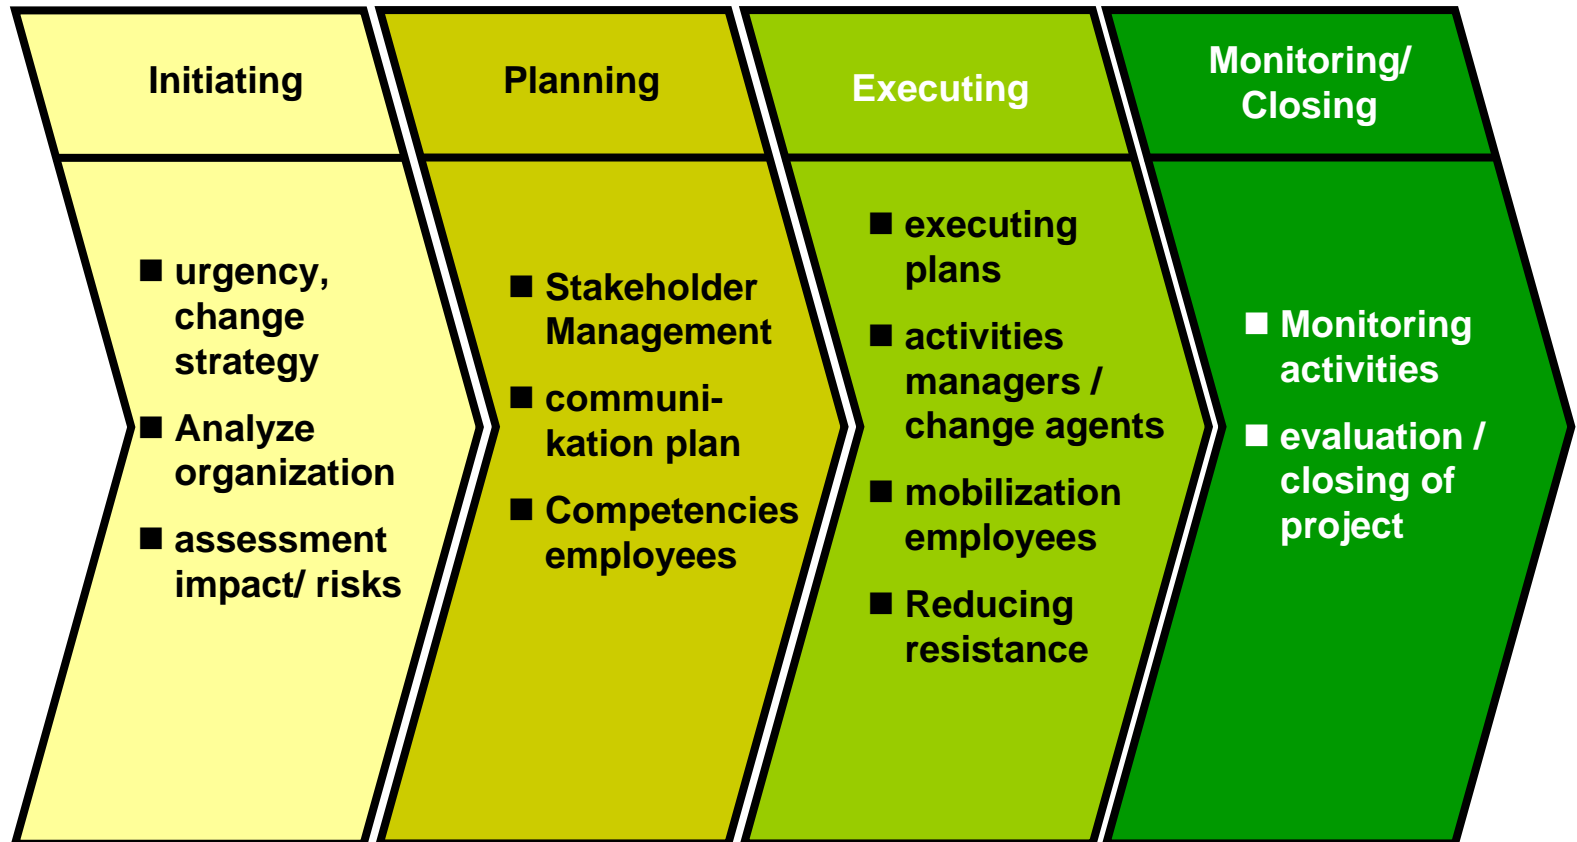 Initiating
urgency,
change
strategy
Analyze
organization
assessment
impact/ risks
Planning
Stakeholder
Management
communi-
kation plan
Competencies
employees
Executing
executing
plans
activities
managers /
change agents
mobilization
employees
Reducing
resistance
Monitoring/
Closing
Monitoring
activities
evaluation /
closing of
project